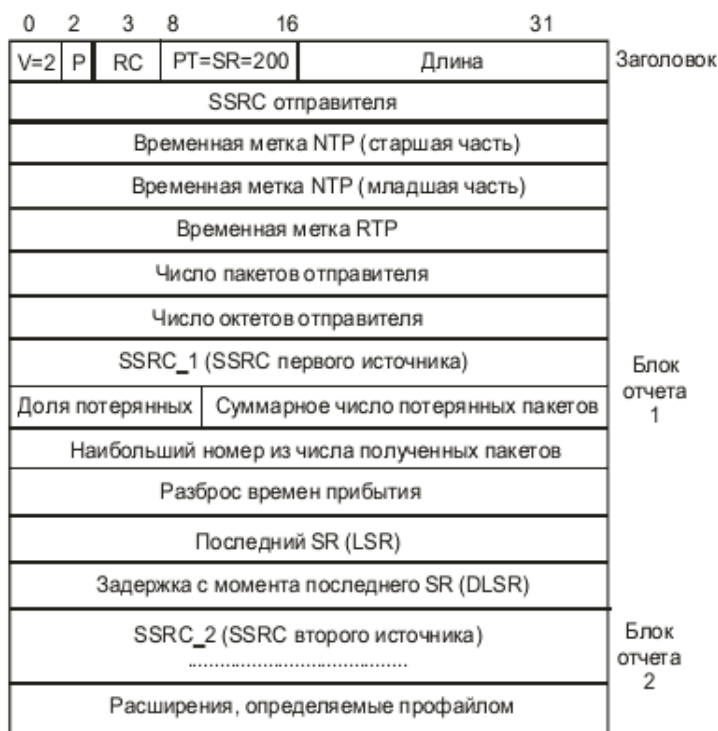 0 2 3 8 16 31
V=2 P RC PT=SR=200 Длина Заголовок
SSRC отправителя
Временная метка NTP (старшая часть)
Временная метка NTP (младшая часть)
Временная метка RTP
Число пакетов отправителя
Число октетов отправителя
SSRC_1 (SSRC первого источника)
Блок
отчета
1
Доля потерянных Суммарное число потерянных пакетов
Наибольший номер из числа полученных пакетов
Разброс времен прибытия
Последний SR (LSR)
Задержка с момента последнего SR (DLSR)
SSRC_2 (SSRC второго источника)
..........................................
Блок
отчета
2
Расширения, определяемые профайлом